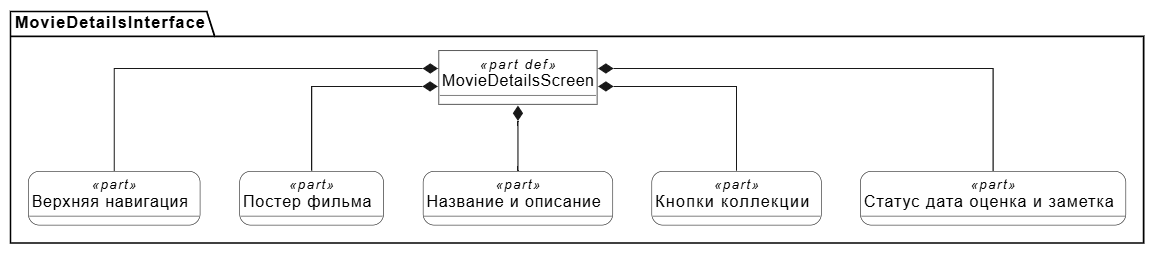 MovieDetailsInterface
«part def»
MovieDetailsScreen
«part»
Верхняя навигация
«part»
Постер фильма
«part»
Название и описание
«part»
Кнопки коллекции
«part»
Статус дата оценка и заметка